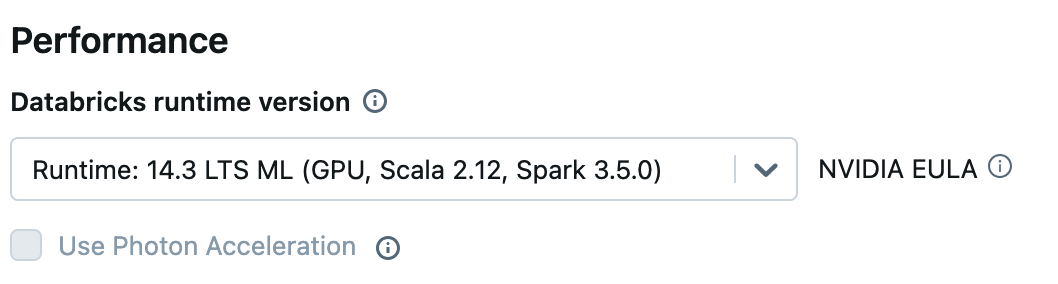 Performance
Databricks runtime version
Runtime: 14.3 LTS ML (GPU, Scala 2.12, Spark 3.5.0)
NVIDIA EULA
Use Photon Acceleration